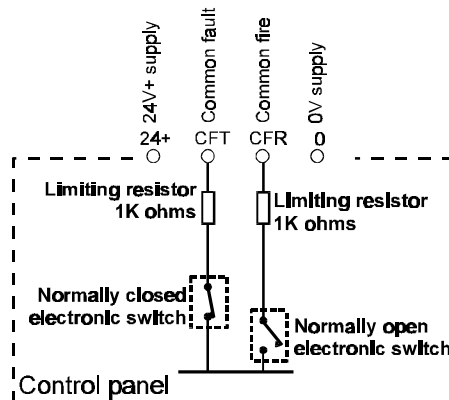 24V+ supply
Common fault
Common fire
0V supply
24+ CFT CFR 0
Limiting resistor
1K ohms
Limiting resistor
1K ohms
Normally closed
electronic switch
Normally open
electronic switch
Control panel